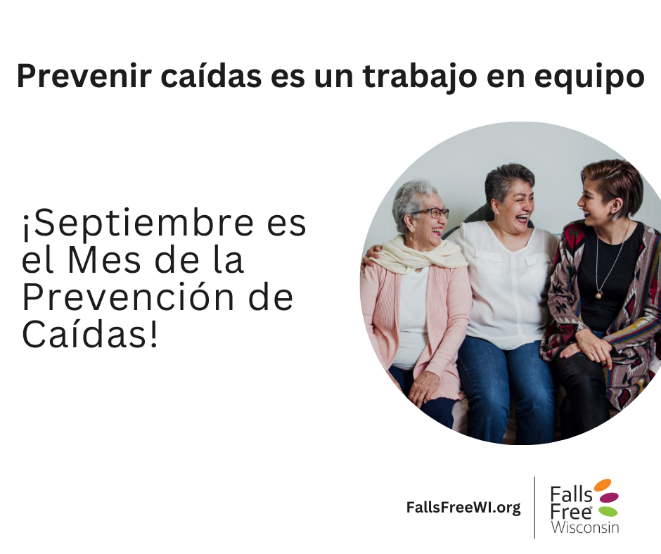 Prevenir caídas es un trabajo en equipo
¡Septiembre es
el Mes de la
Prevención de
Caídas!
FallsFreeWI.org
Falls
Free
Wisconsin